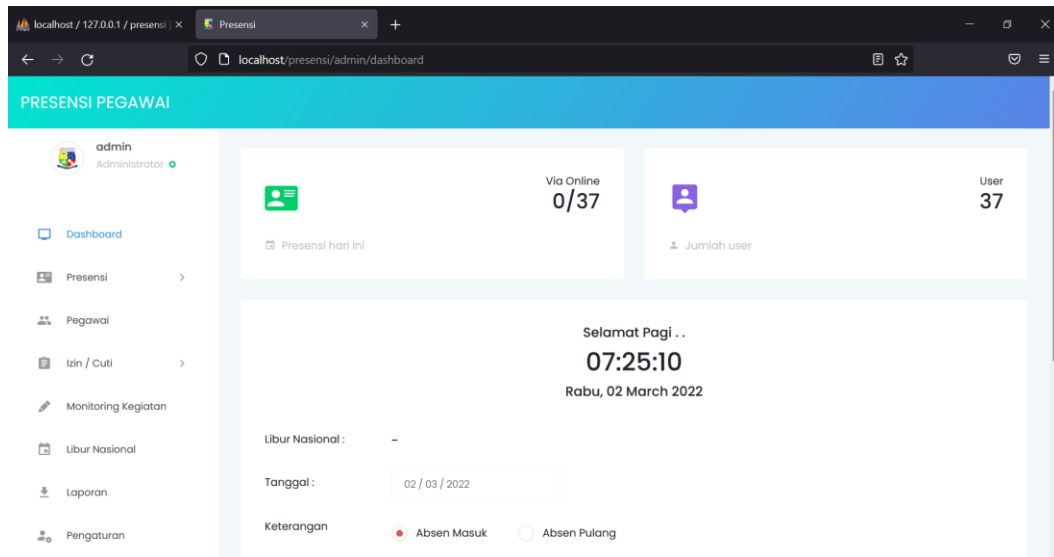 localhost / 127.0.0.1 / presensi |
Presensi
localhost/presensi/admin/dashboard
PRESENSI PEGAWAI
admin
Administrator
Dashboard
Presensi
Pegawai
Izin / Cuti
Monitoring Kegiatan
Libur Nasional
Laporan
Pengaturan
Via Online
0/37
Presensi hari ini
User
37
Jumlah user
Selamat Pagi . .
07:25:10
Rabu, 02 March 2022
Libur Nasional : -
Tanggal : 02 / 03 / 2022
Keterangan Absen Masuk Absen Pulang